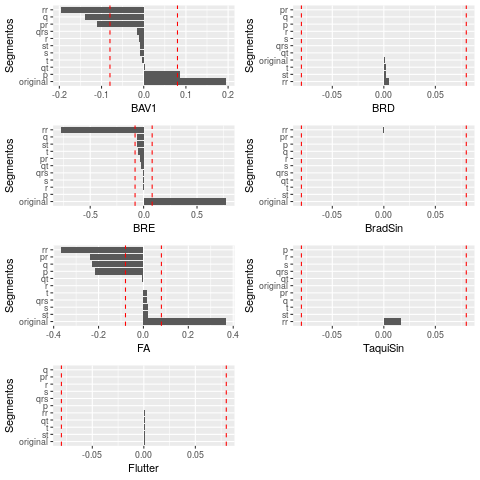 Segmentos
rr
q
pr
qrs
r
st
s
t
qt
p
original
-0.2
-0.1
0.0
0.1
0.2
BAV1
Segmentos
pr
q
r
p
s
qrs
qt
original
t
st
rr
-0.05
0.00
0.05
BRD
Segmentos
rr
q
st
t
pr
qt
qrs
s
r
p
original
-0.5
0.0
0.5
BRE
Segmentos
rr
pr
p
q
r
s
qrs
qt
t
st
original
-0.05
0.00
0.05
BradSin
Segmentos
rr
pr
q
p
qt
r
t
qrs
s
st
original
-0.4
-0.2
0.0
0.2
0.4
FA
Segmentos
p
r
s
qt
original
pr
qrs
q
t
st
rr
-0.05
0.00
0.05
TaquiSin
Segmentos
q
pr
r
s
qrs
p
rr
qt
t
st
original
-0.05
0.00
0.05
Flutter